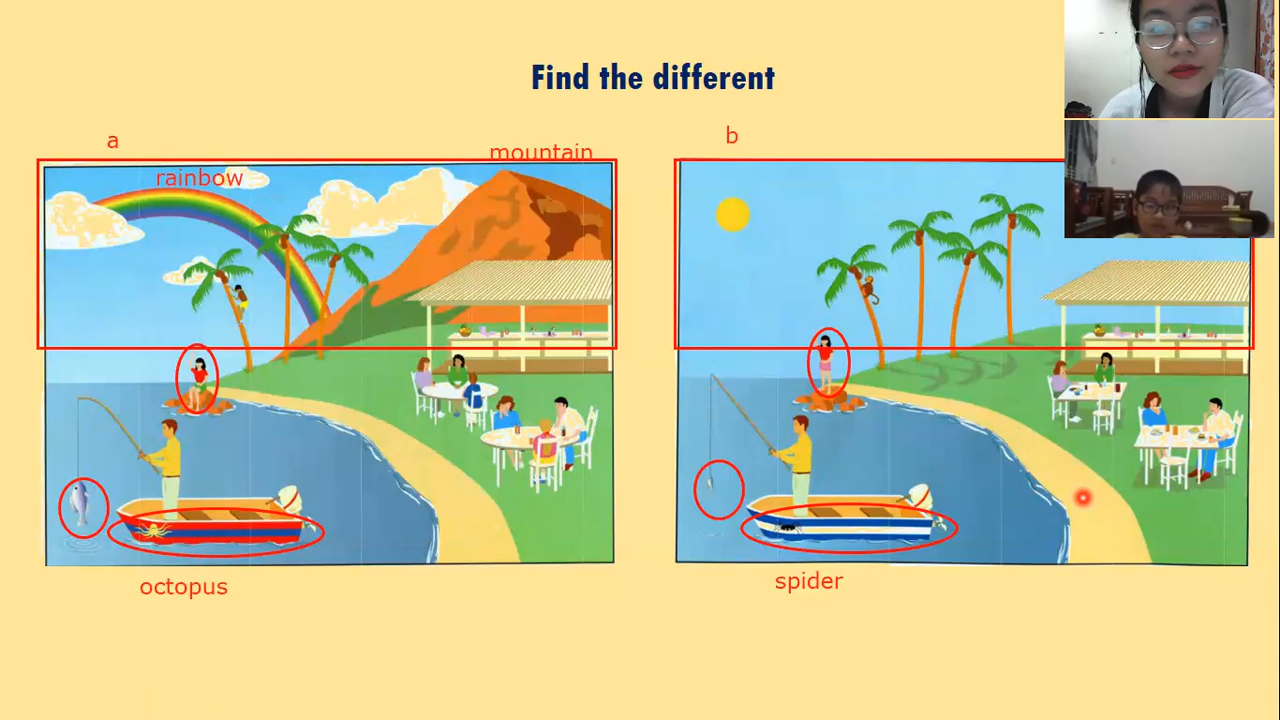 Find the different
a
b
mountain
rainbow
octopus
spider